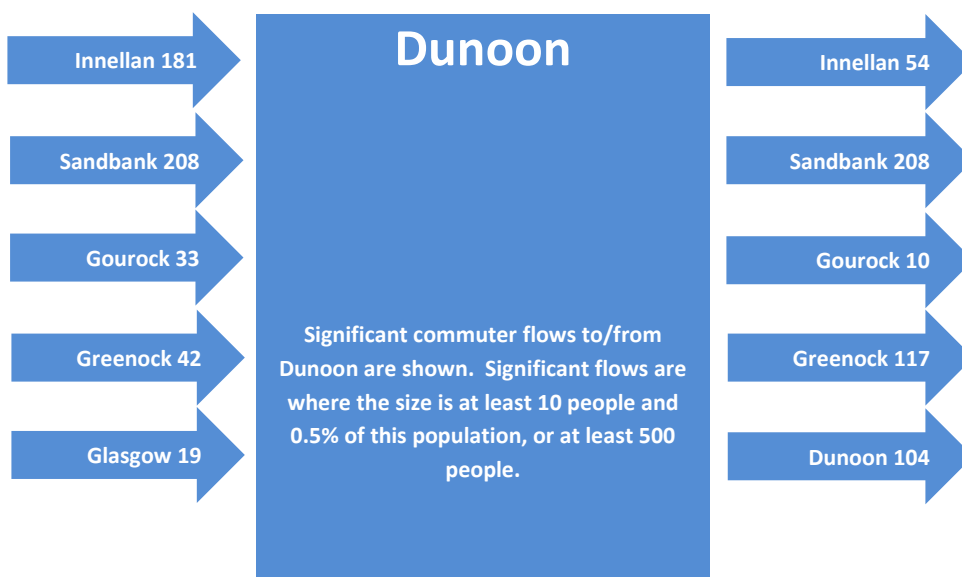 Dunoon
Innellan 181
Sandbank 208
Gourock 33
Greenock 42
Glasgow 19
Significant commuter flows to/from
Dunoon are shown. Significant flows are
where the size is at least 10 people and
0.5% of this population, or at least 500
people.
Innellan 54
Sandbank 208
Gourock 10
Greenock 117
Dunoon 104